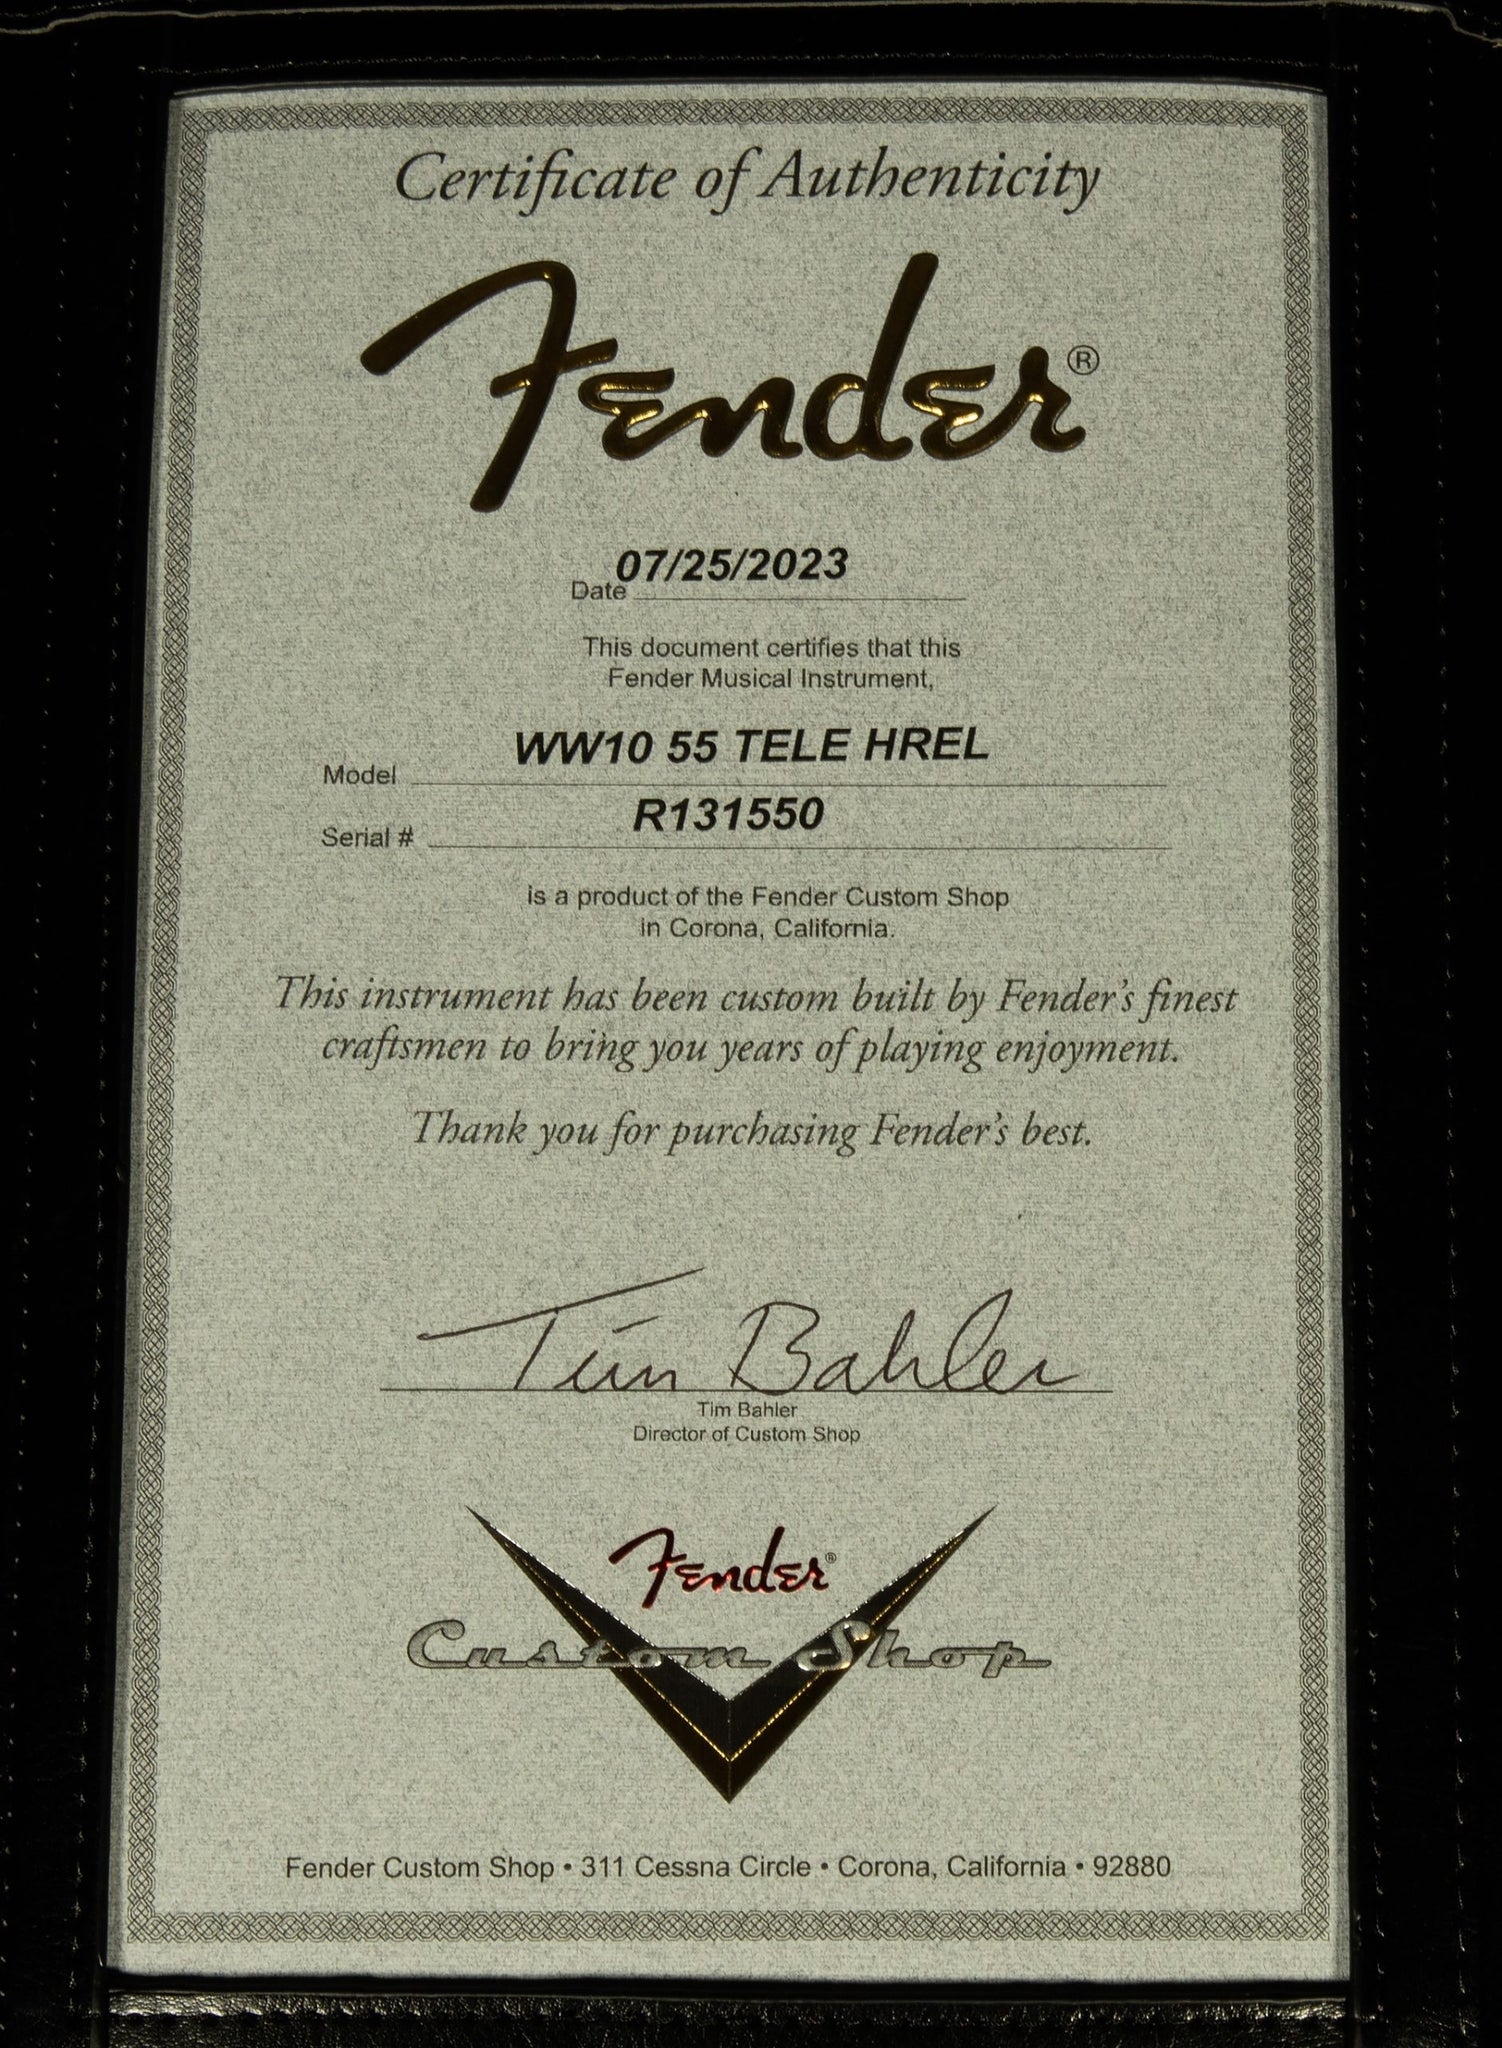 Certificate of Authenticity
Fender®
Date 07/25/2023
This document certifies that this
Fender Musical Instrument,
Model WW10 55 TELE HREL
Serial # R131550
is a product of the Fender Custom Shop
in Corona, California.
This instrument has been custom built by Fender's finest
craftsmen to bring you years of playing enjoyment.
Thank you for purchasing Fender's best.
Tim Bahler
Tim Bahler
Director of Custom Shop
Fender®
Custom Shop
Fender Custom Shop • 311 Cessna Circle • Corona, California • 92880